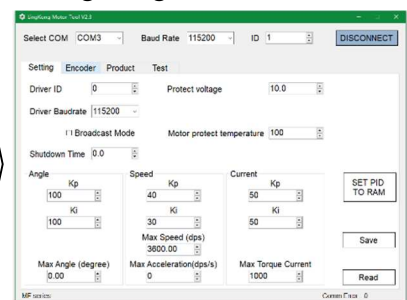 LingKong Motor Tool V2.3
Select COM COM3 Baud Rate 115200 ID 1 DISCONNECT
Setting Encoder Product Test
Driver ID 0 Protect voltage 10.0
Driver Baudrate 115200
Broadcast Mode Motor protect temperature 100
Shutdown Time 0.0
Angle Speed Current
Kp Kp Kp SET PID
100 40 50 TO RAM
Ki Ki Ki
100 30 50
Max Speed (dps)
3600.00 Save
Max Angle (degree) Max Acceleration(dps/s) Max Torque Current
0.00 0 1000 Read
MF series Comm Error 0